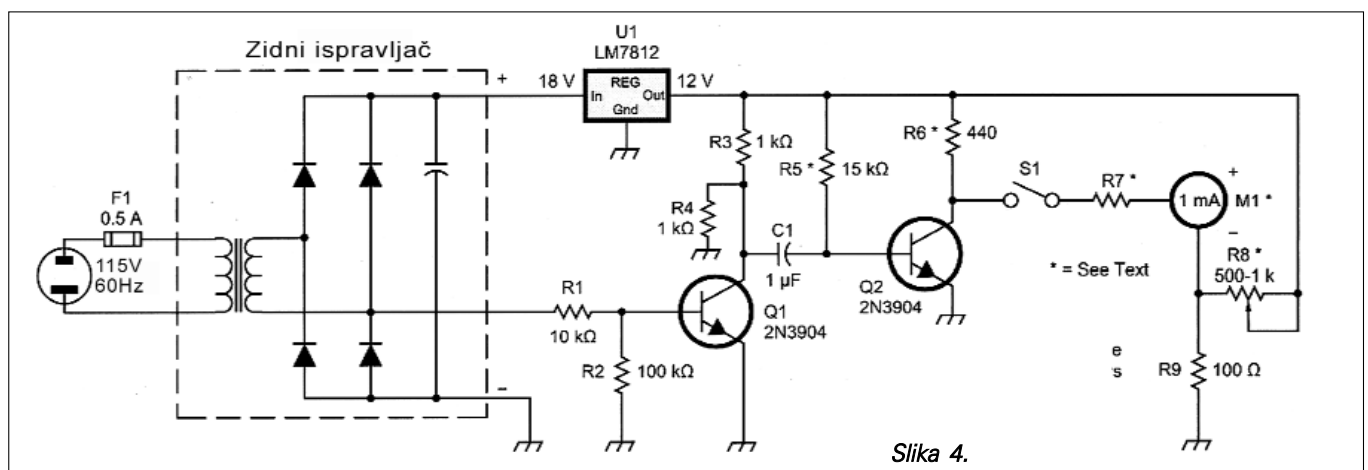 Zidni ispravljač
U1
LM7812
+
18 V
REG
In
Out
Gnd
12 V
R3
1 kΩ
R5 *
15 kΩ
R6 *
440
S1
R7 *
+
1 mA
M1 *
−
F1
0.5 A
R4
1 kΩ
C1
1 µF
115V
60Hz
R1
10 kΩ
R2
100 kΩ
Q1
2N3904
Q2
2N3904
* = See Text
R8 *
500-1 k
−
e
s
R9
100 Ω
Slika 4.